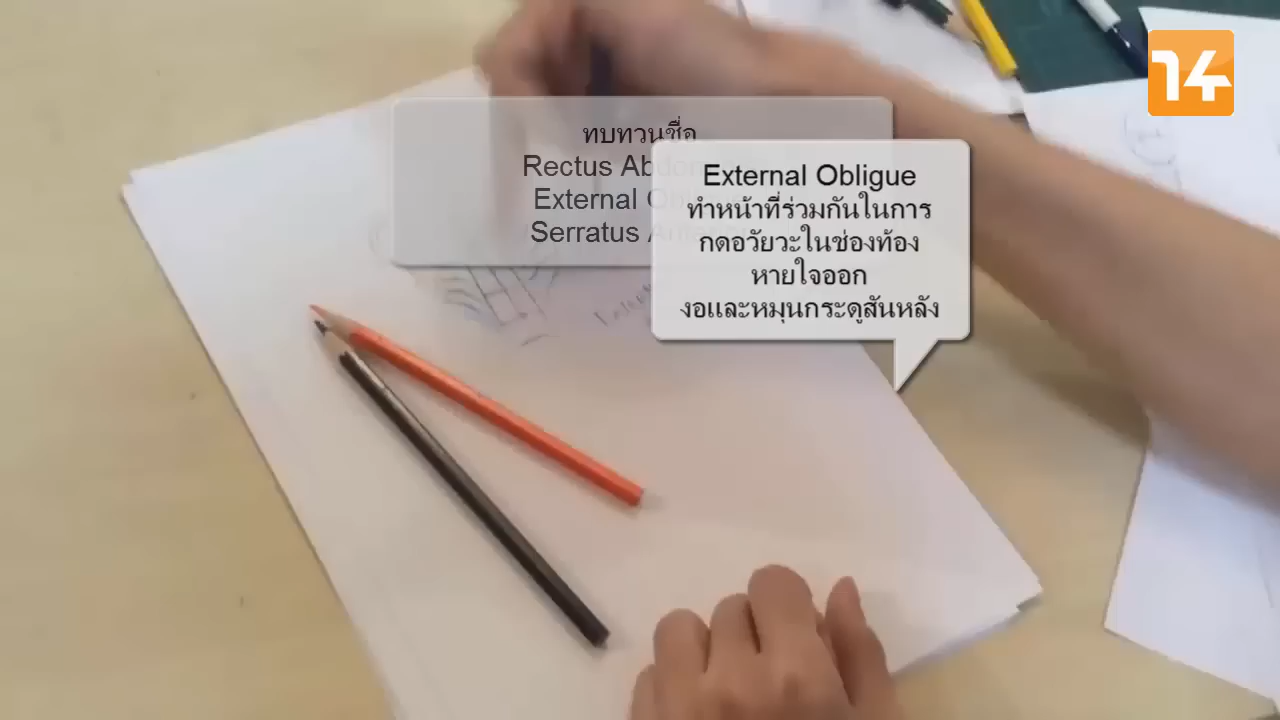 14
ทบทวนชื่อ
Rectus
External
Serratus
External Obligue
ทำหน้าที่ร่วมกันในการ
กดอวัยวะในช่องท้อง
หายใจออก
งอและหมุนกระดูสันหลัง